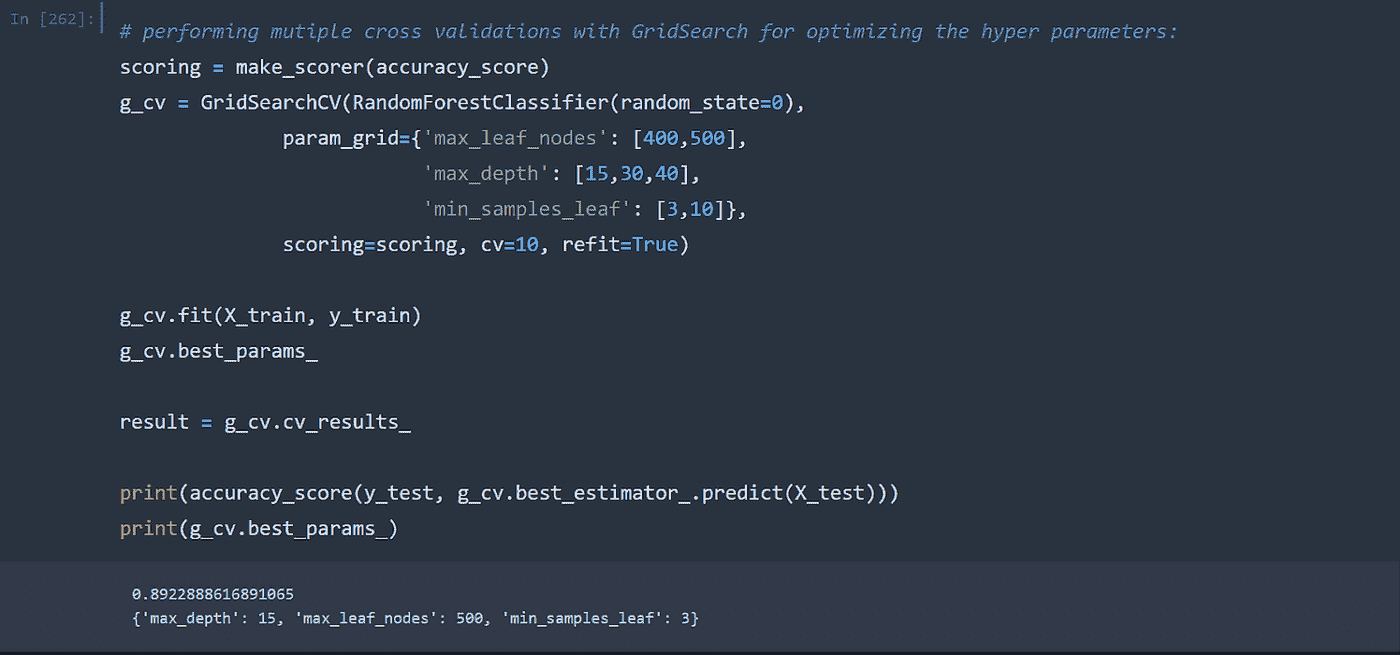 In [262]:
# performing mutiple cross validations with GridSearch for optimizing the hyper parameters:
scoring = make_scorer(accuracy_score)
g_cv = GridSearchCV(RandomForestClassifier(random_state=0),
param_grid={'max_leaf_nodes': [400,500],
'max_depth': [15,30,40],
'min_samples_leaf': [3,10]},
scoring=scoring, cv=10, refit=True)
g_cv.fit(X_train, y_train)
g_cv.best_params_
result = g_cv.cv_results_
print(accuracy_score(y_test, g_cv.best_estimator_.predict(X_test)))
print(g_cv.best_params_)
0.8922888616891065
{'max_depth': 15, 'max_leaf_nodes': 500, 'min_samples_leaf': 3}